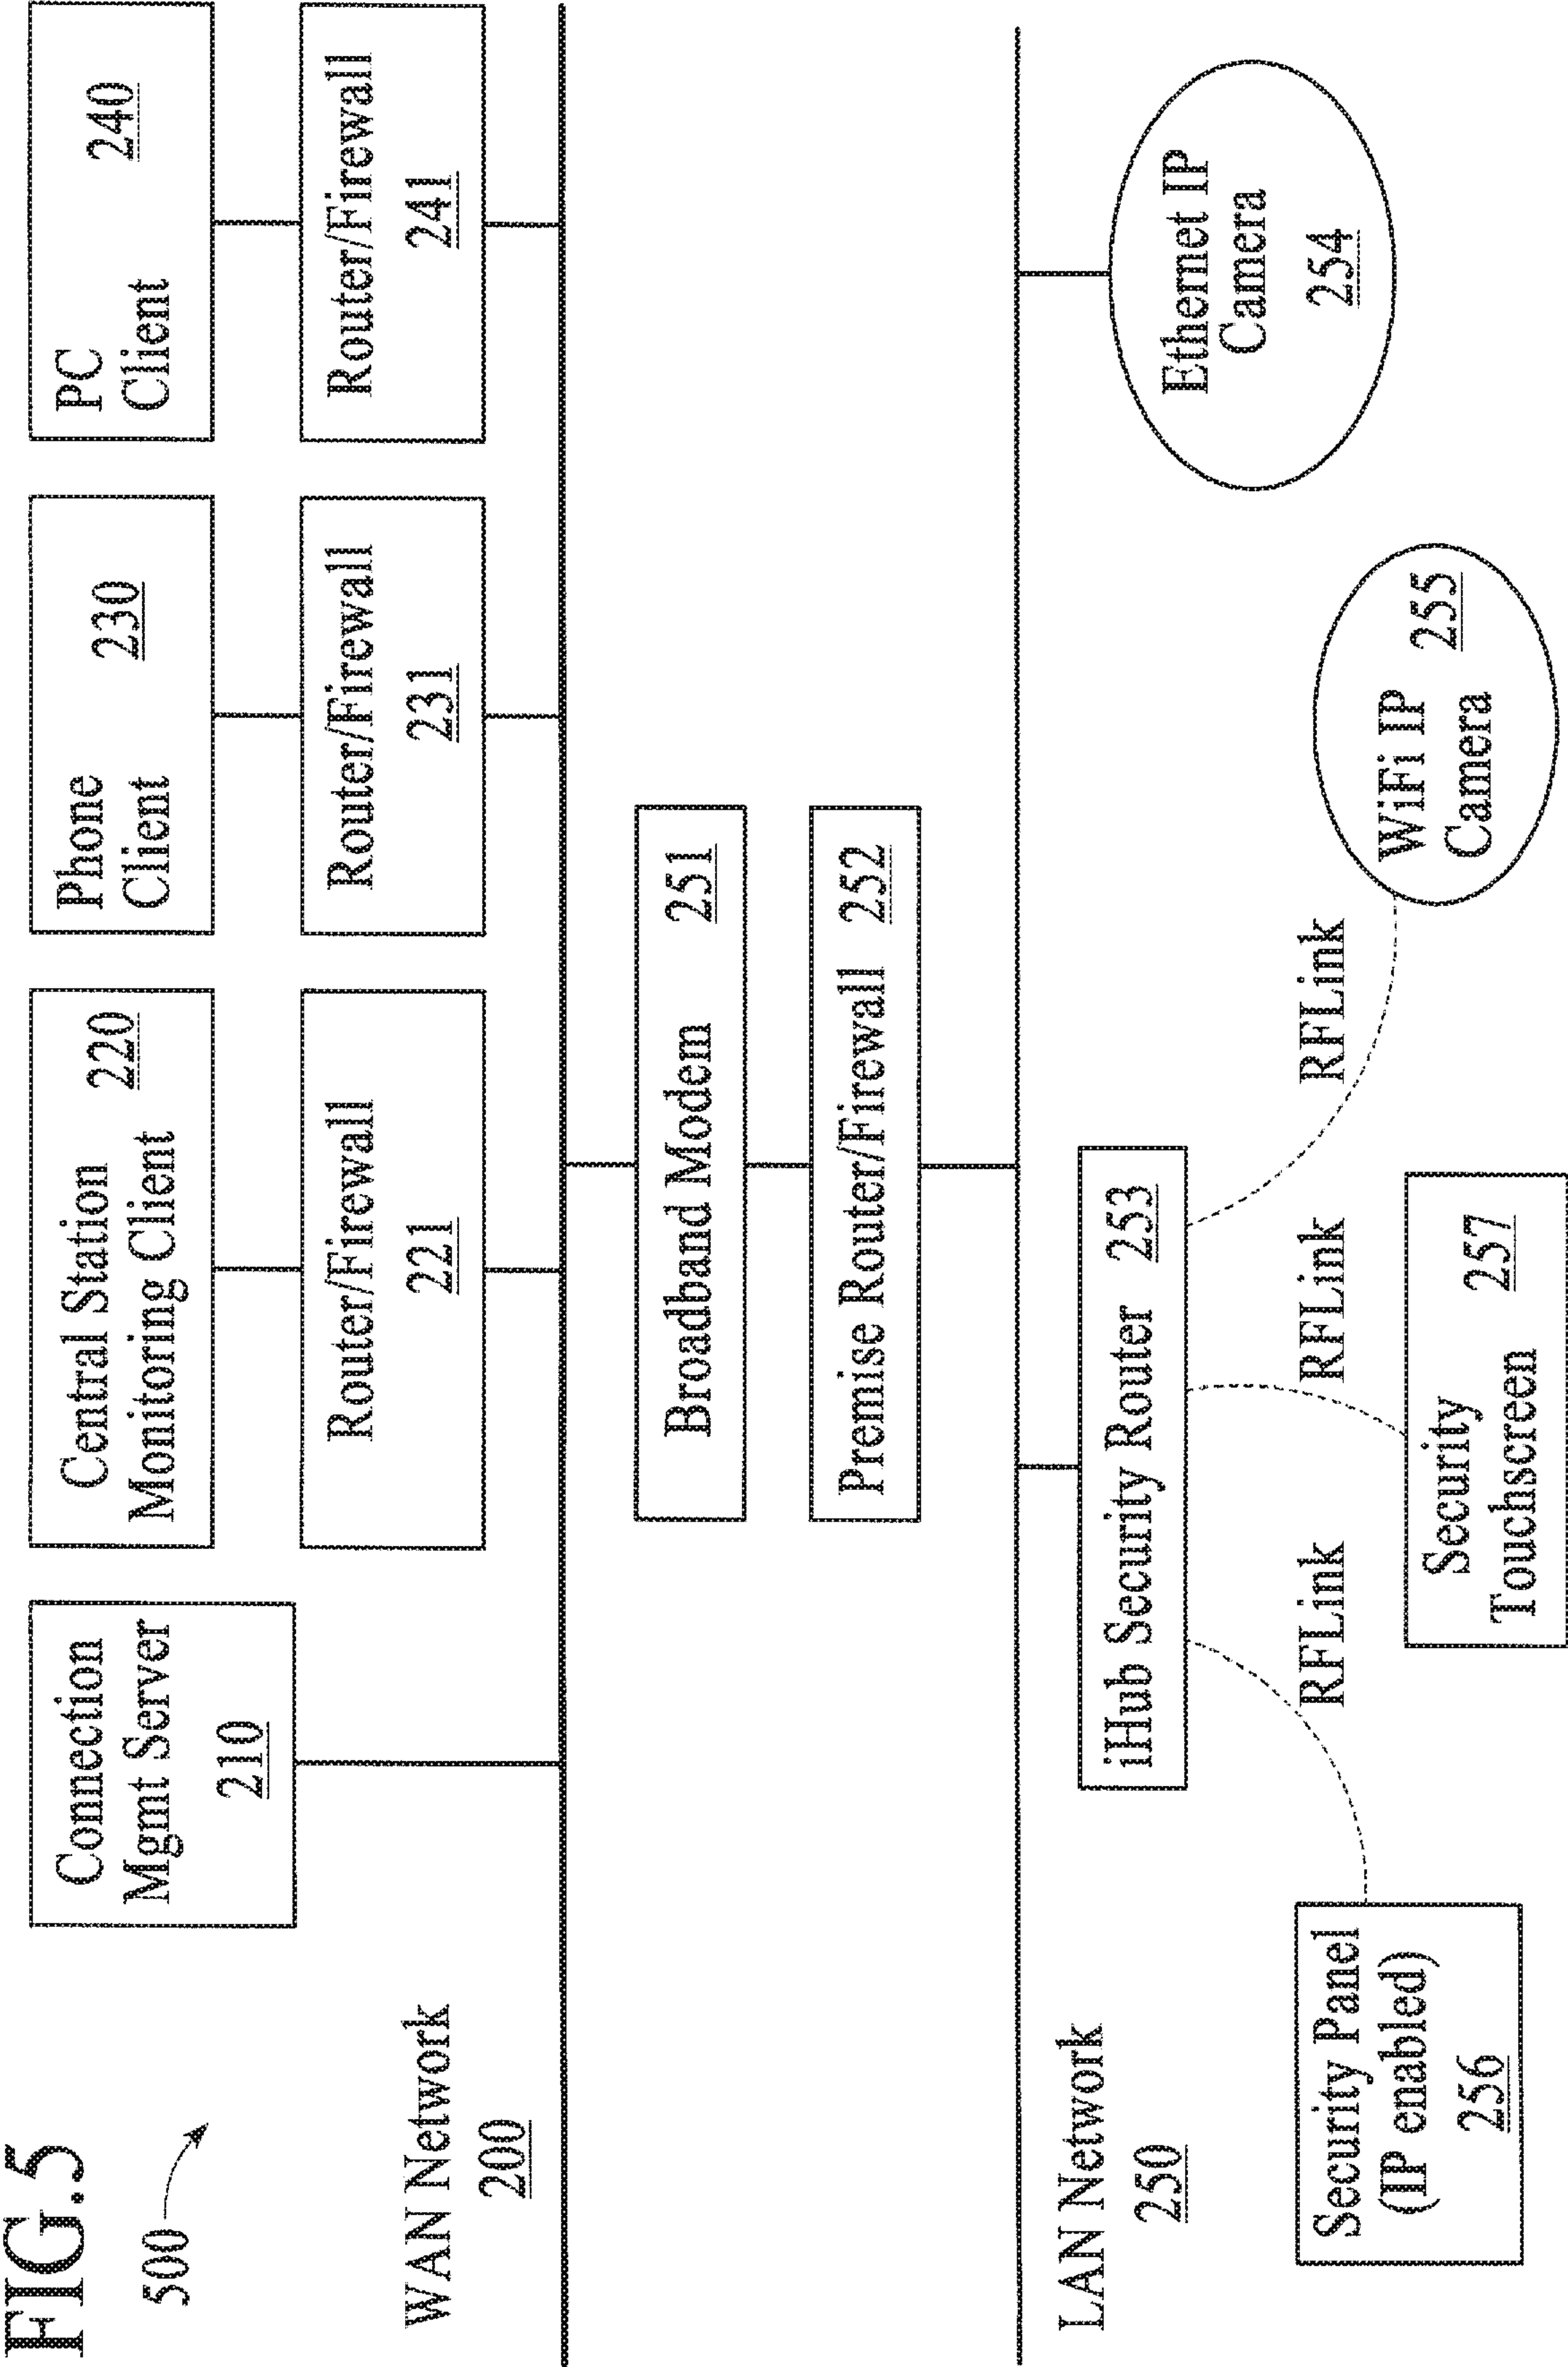 FIG.5
500
Connection
Mgmt Server
210
Central Station
Monitoring Client 220
Phone
Client 230
PC
Client 240
Router/Firewall
221
Router/Firewall
231
Router/Firewall
241
WAN Network
200
Broadband Modem 251
Premise Router/Firewall 252
LAN Network
250
iHub Security Router 253
Ethernet IP
Camera
254
RFLink
RFLink
RFLink
Security Panel
(IP enabled)
256
Security
Touchscreen 257
WiFi IP
Camera 255